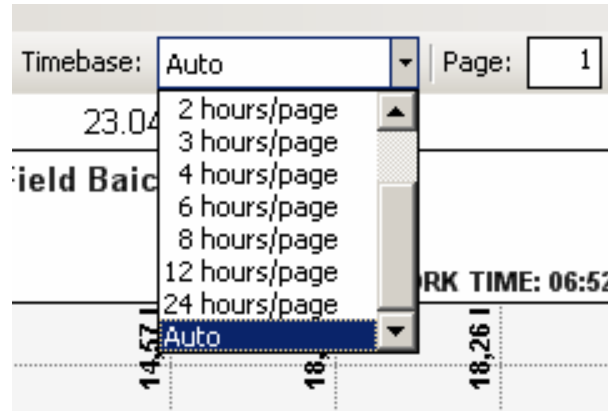 Timebase: Auto Page: 1
23.04
2 hours/page
3 hours/page
4 hours/page
6 hours/page
8 hours/page
12 hours/page
24 hours/page
Auto
ield Baic
RK TIME: 06:52
14,57 l
18,
18,26 l